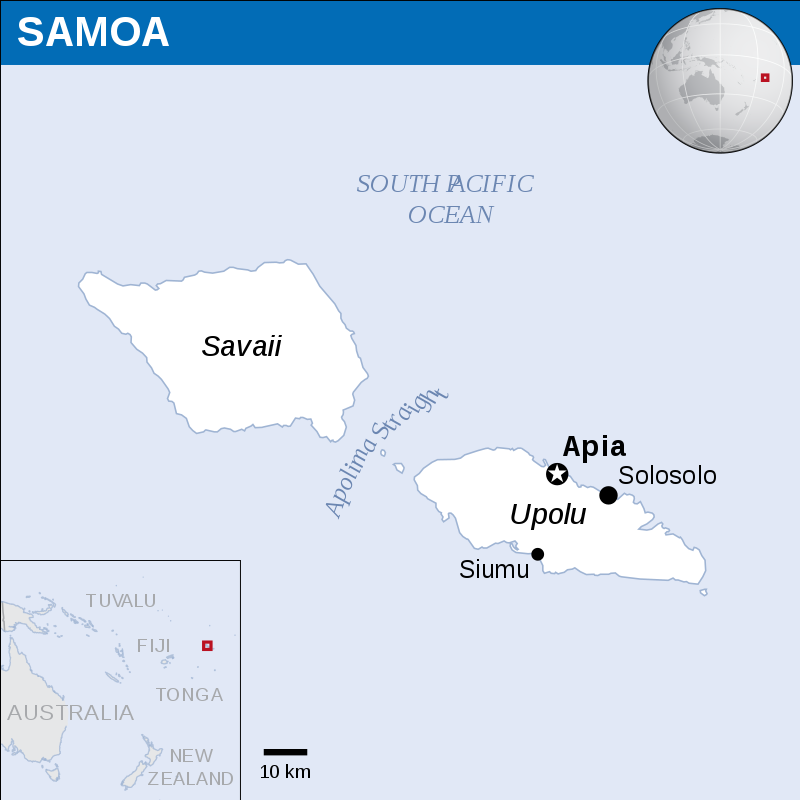 SAMOA
SOUTH PACIFIC
OCEAN
Savaii
Apolima Straight
Apia
Solosolo
Upolu
Siumu
TUVALU
FIJI
TONGA
AUSTRALIA
NEW
ZEALAND
10 km